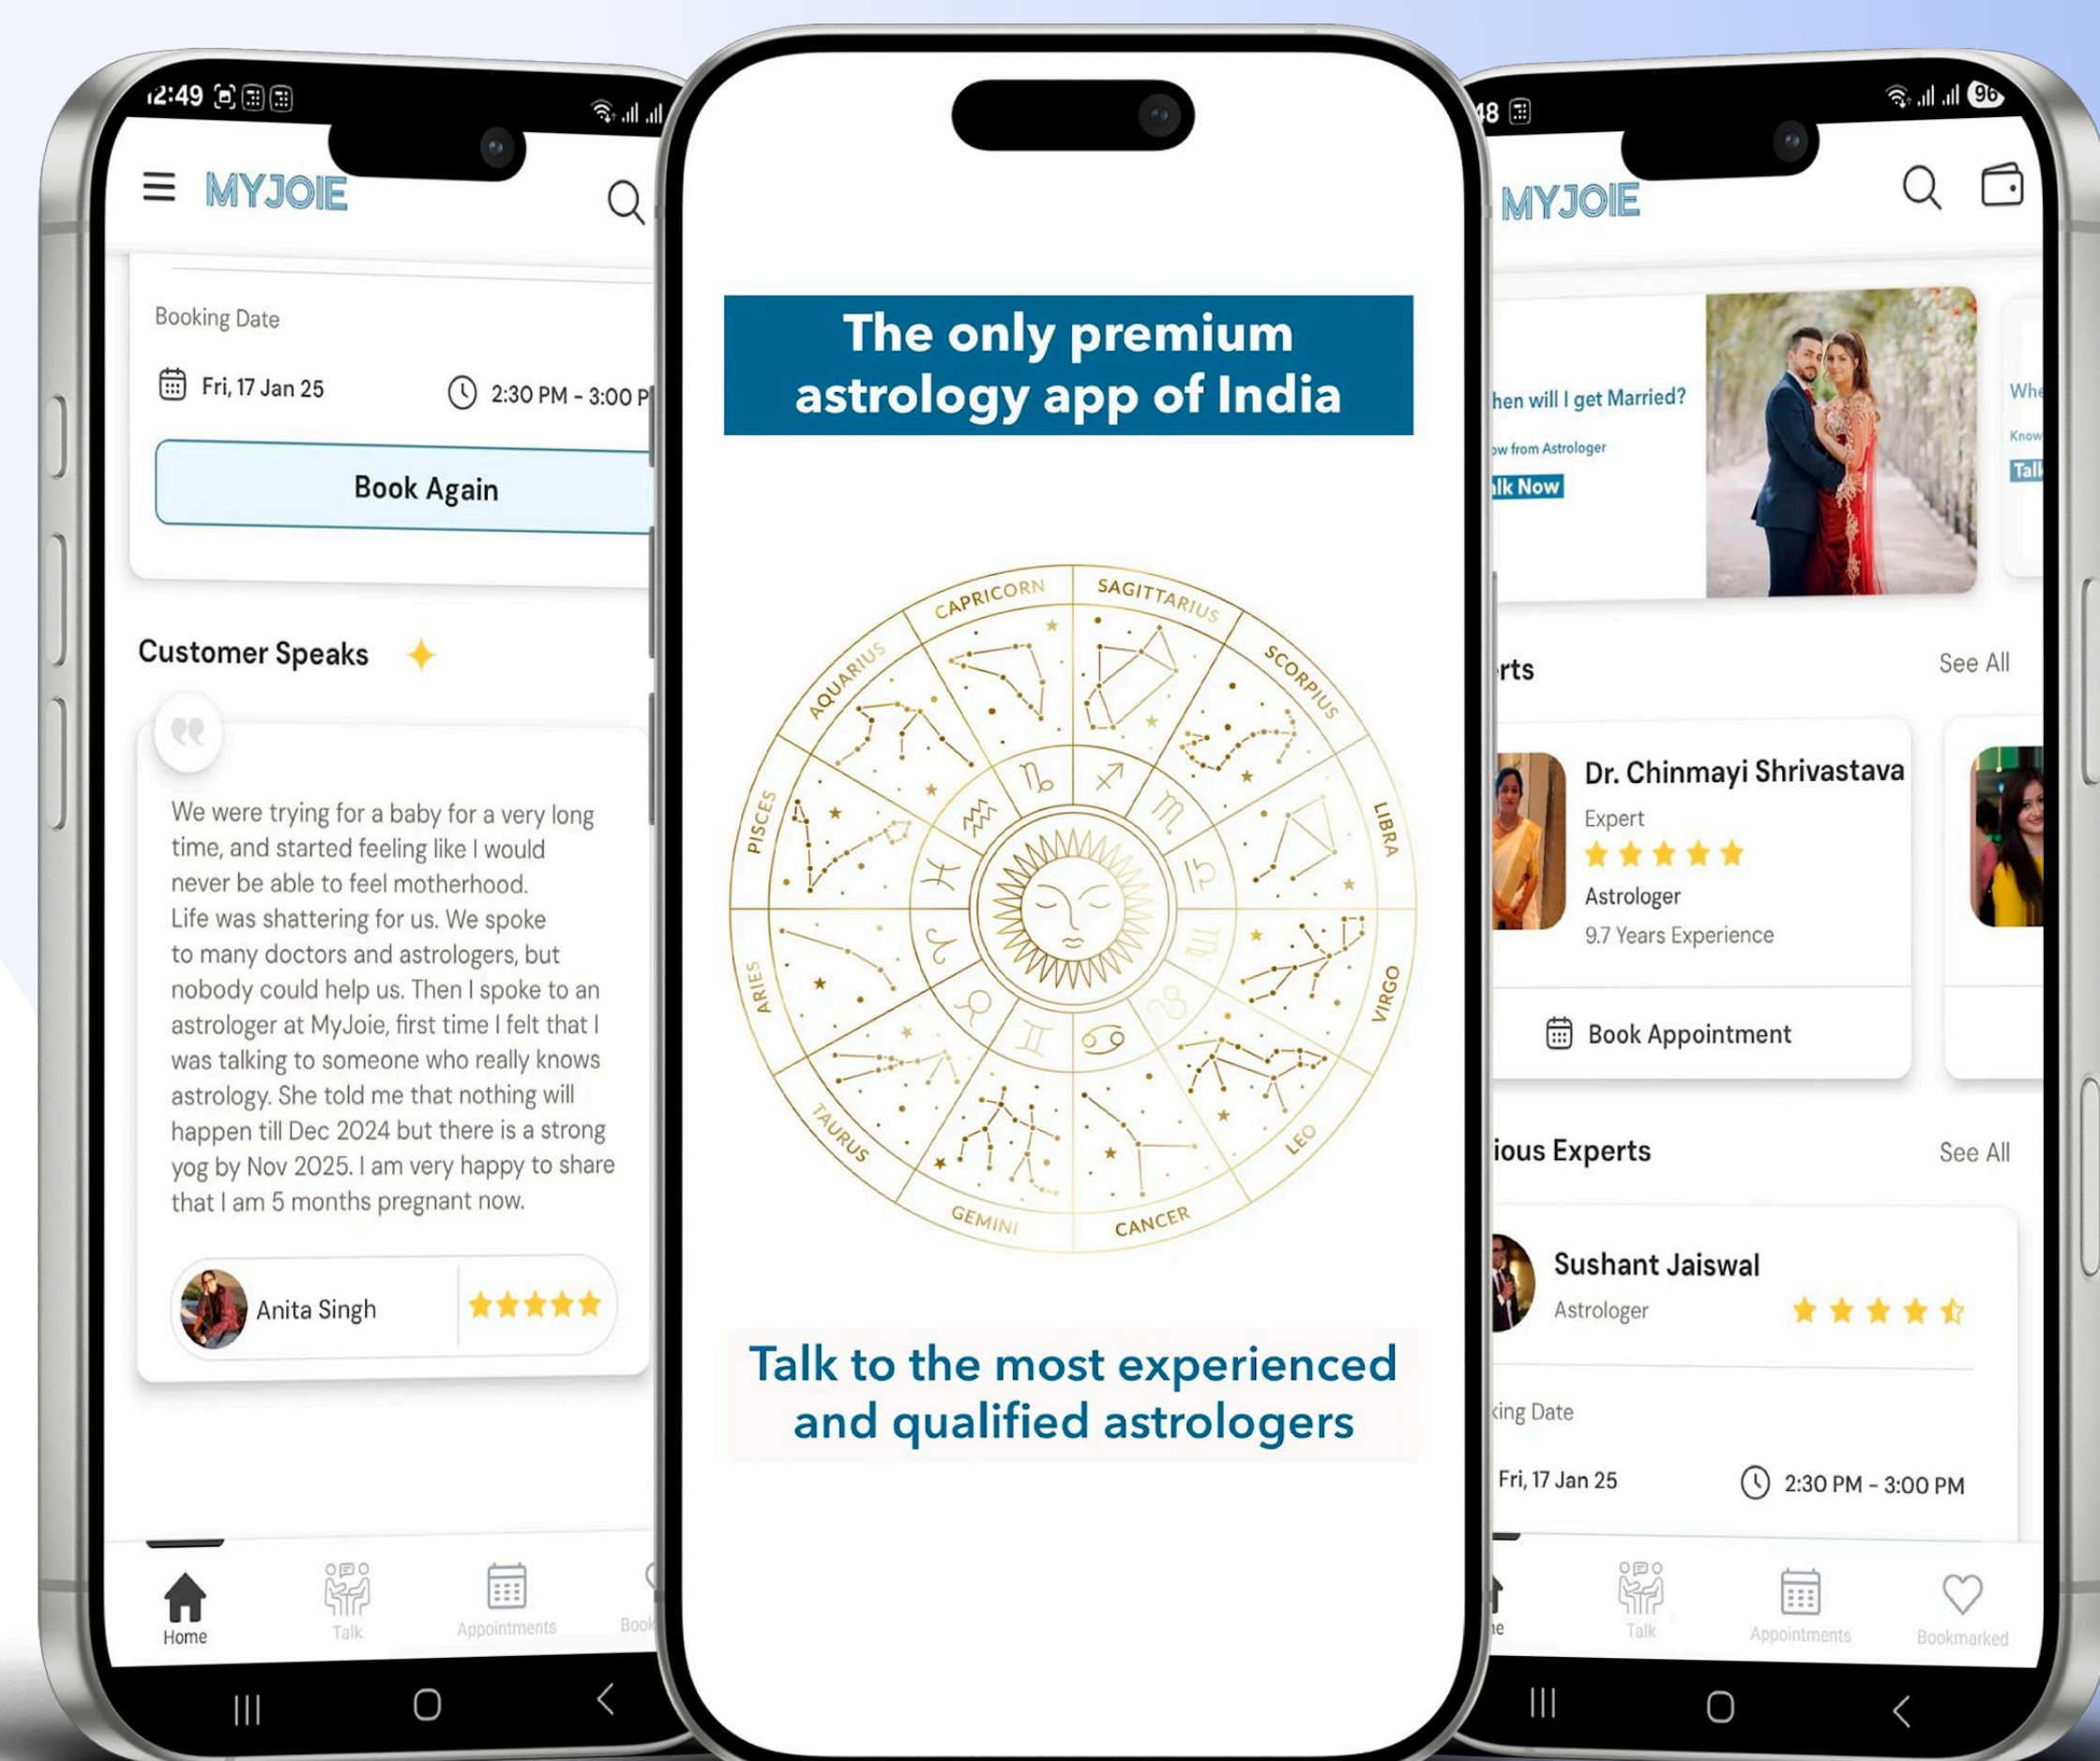 12:49
MYJOIE
Booking Date
Fri, 17 Jan 25
2:30 PM - 3:00 P
Book Again
Customer Speaks
We were trying for a baby for a very long
time, and started feeling like I would
never be able to feel motherhood.
Life was shattering for us. We spoke
to many doctors and astrologers, but
nobody could help us. Then I spoke to an
astrologer at MyJoie, first time I felt that I
was talking to someone who really knows
astrology. She told me that nothing will
happen till Dec 2024 but there is a strong
yog by Nov 2025. I am very happy to share
that I am 5 months pregnant now.
Anita Singh
Home
Talk
Appointments
Book
The only premium
astrology app of India
CAPRICORN
SAGITTARIUS
SCORPIUS
LIBRA
VIRGO
LEO
CANCER
GEMINI
TAURUS
ARIES
PISCES
AQUARIUS
Talk to the most experienced
and qualified astrologers
48
96
MYJOIE
hen will I get Married?
ow from Astrologer
alk Now
Whe
Know
Talk
rts
See All
Dr. Chinmayi Shrivastava
Expert
Astrologer
9.7 Years Experience
Book Appointment
ious Experts
See All
Sushant Jaiswal
Astrologer
king Date
Fri, 17 Jan 25
2:30 PM - 3:00 PM
ne
Talk
Appointments
Bookmarked